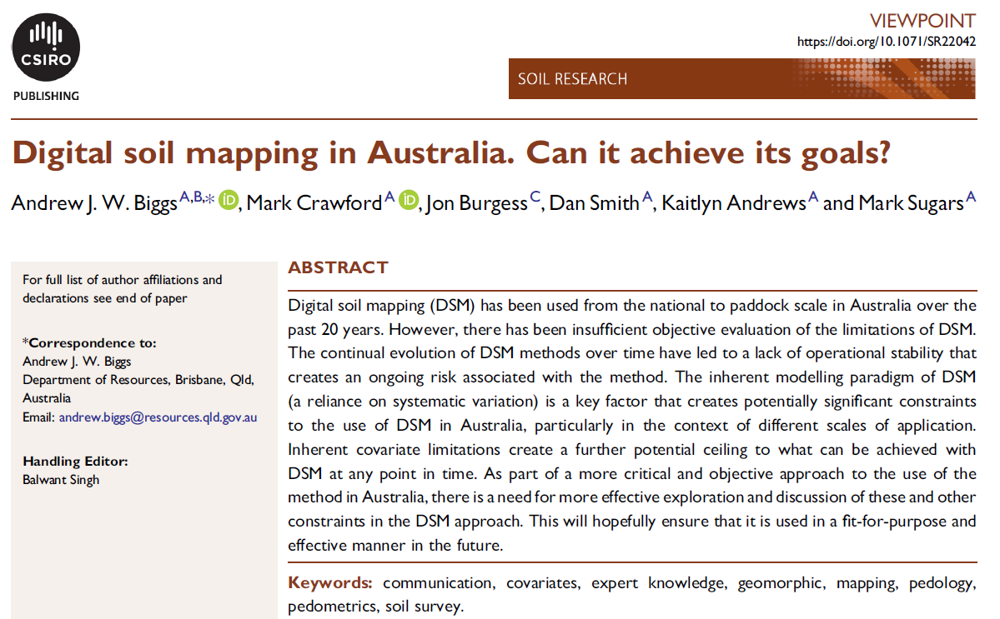 CSIRO
PUBLISHING
VIEWPOINT
https://doi.org/10.1071/SR22042
SOIL RESEARCH
Digital soil mapping in Australia. Can it achieve its goals?
Andrew J. W. Biggs A,B,* iD, Mark Crawford A iD, Jon Burgess C, Dan Smith A, Kaitlyn Andrews A and Mark Sugars A
For full list of author affiliations and
declarations see end of paper
*Correspondence to:
Andrew J. W. Biggs
Department of Resources, Brisbane, Qld,
Australia
Email: andrew.biggs@resources.qld.gov.au
Handling Editor:
Balwant Singh
ABSTRACT
Digital soil mapping (DSM) has been used from the national to paddock scale in Australia over the
past 20 years. However, there has been insufficient objective evaluation of the limitations of DSM.
The continual evolution of DSM methods over time have led to a lack of operational stability that
creates an ongoing risk associated with the method. The inherent modelling paradigm of DSM
(a reliance on systematic variation) is a key factor that creates potentially significant constraints
to the use of DSM in Australia, particularly in the context of different scales of application.
Inherent covariate limitations create a further potential ceiling to what can be achieved with
DSM at any point in time. As part of a more critical and objective approach to the use of the
method in Australia, there is a need for more effective exploration and discussion of these and other
constraints in the DSM approach. This will hopefully ensure that it is used in a fit-for-purpose and
effective manner in the future.
Keywords: communication, covariates, expert knowledge, geomorphic, mapping, pedology,
pedometrics, soil survey.